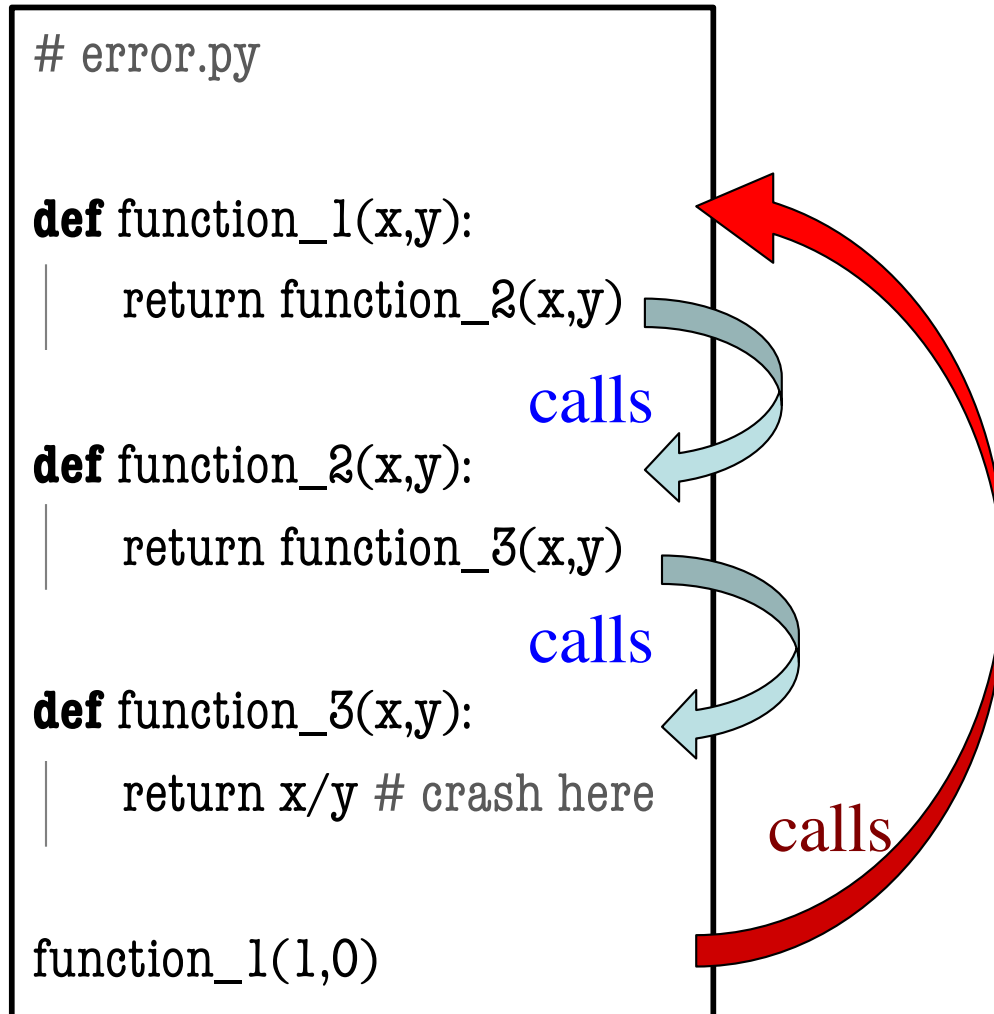 # error.py
def function_1(x,y):
return function_2(x,y)
calls
def function_2(x,y):
return function_3(x,y)
calls
def function_3(x,y):
return x/y # crash here
calls
function_1(1,0)